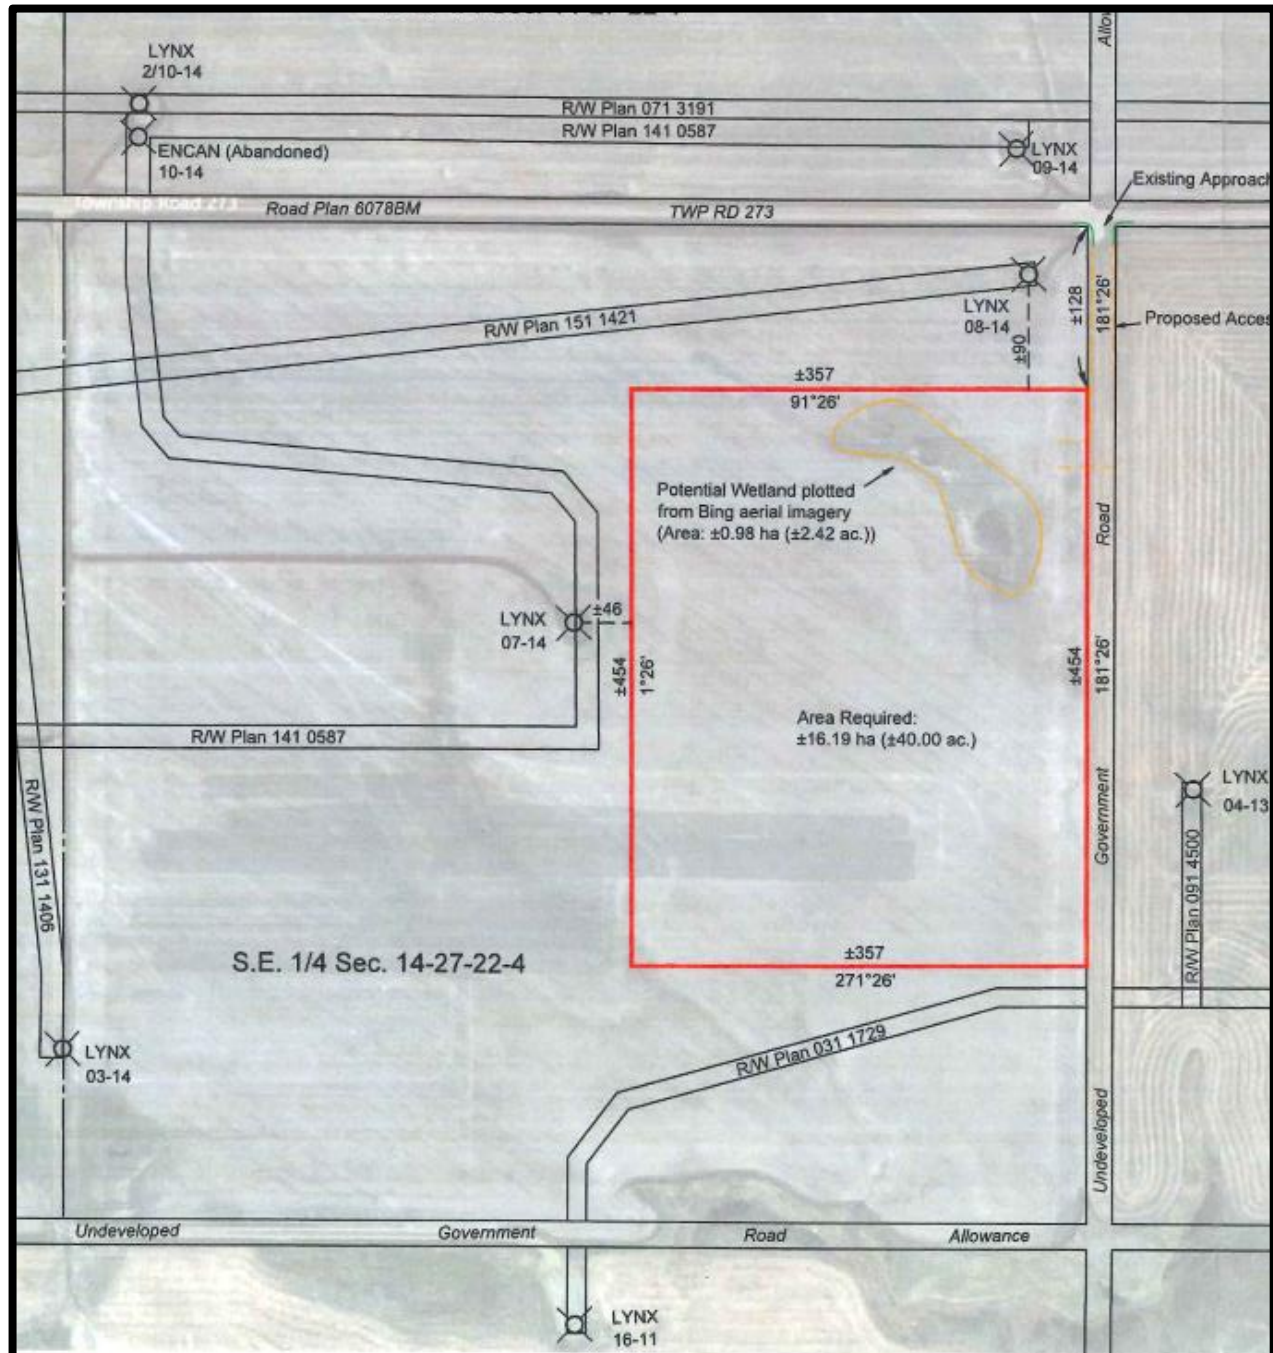 LYNX
2/10-14
Allow
R/W Plan 071 3191
R/W Plan 141 0587
ENCAN (Abandoned)
10-14
LYNX
09-14
Existing Approach
Township Road 273
Road Plan 6078BM
TWP RD 273
R/W Plan 151 1421
LYNX
08-14
±90
±128
181°26'
Proposed Acces
±357
91°26'
Potential Wetland plotted
from Bing aerial imagery
(Area: ±0.98 ha (±2.42 ac.))
Road
LYNX
07-14
±46
±454
1°26'
±454
181°26'
Area Required:
±16.19 ha (±40.00 ac.)
R/W Plan 141 0587
R/W Plan 131 1406
Government
LYNX
04-13
R/W Plan 091 4500
S.E. 1/4 Sec. 14-27-22-4
±357
271°26'
R/W Plan 031 1729
LYNX
03-14
Undeveloped
Undeveloped Government Road Allowance
LYNX
16-11